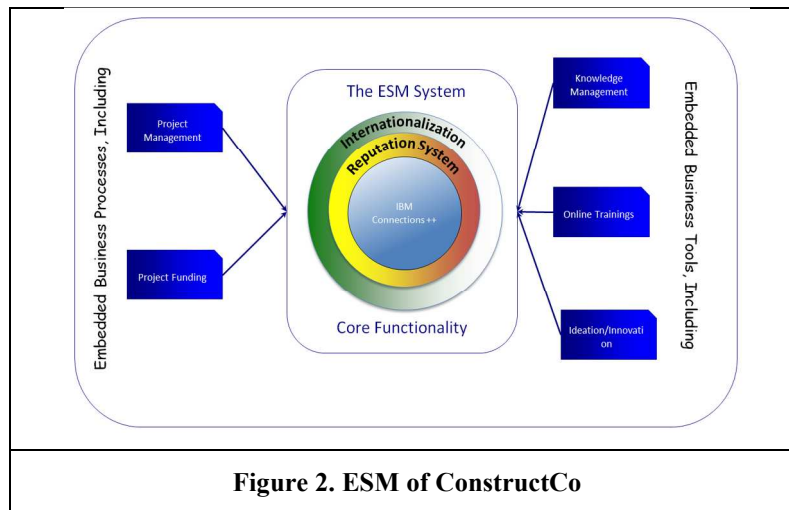 Embedded Business Processes, Including
Project
Management
Project Funding
The ESM System
Internationalization
Reputation System
IBM
Connections ++
Core Functionality
Knowledge
Management
Online Trainings
Ideation/Innovati
on
Embedded Business Tools, Including
Figure 2. ESM of ConstructCo